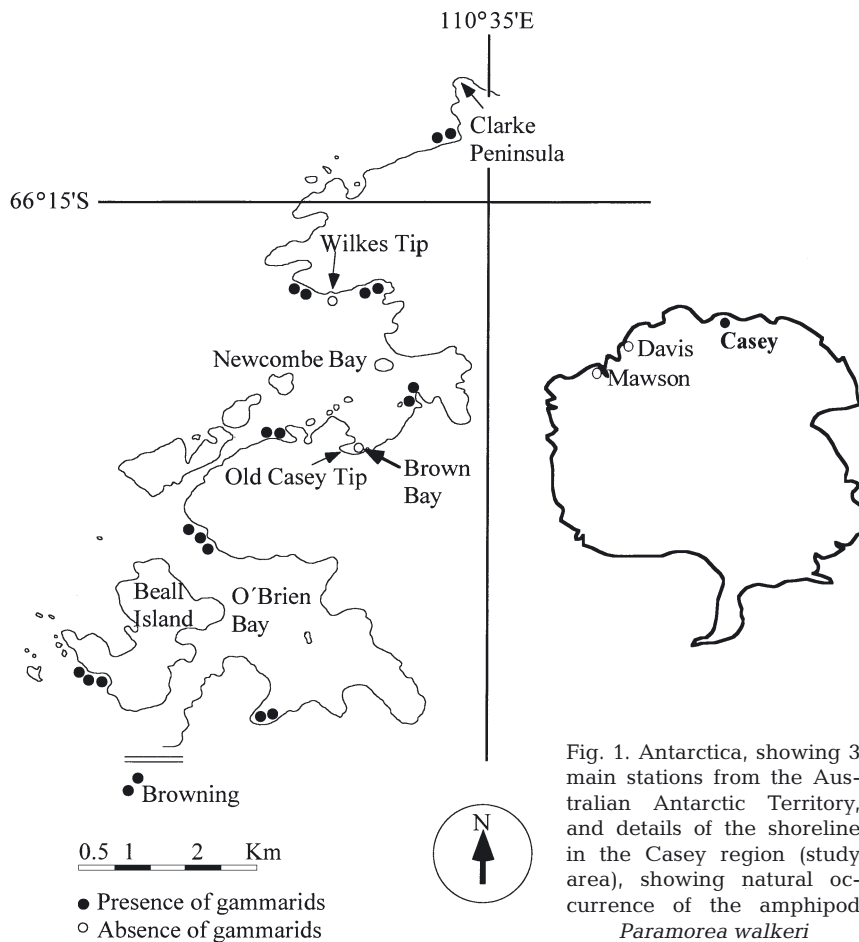 110°35'E
Clarke
Peninsula
66°15'S
Wilkes Tip
Newcombe Bay
Old Casey Tip
Brown
Bay
Beall
Island
O´Brien
Bay
Browning
N
0.5 1 2 Km
Presence of gammarids
Absence of gammarids
Casey
Davis
Mawson
Fig. 1. Antarctica, showing 3
main stations from the Aus-
tralian Antarctic Territory,
and details of the shoreline
in the Casey region (study
area), showing natural oc-
currence of the amphipod
Paramorea walkeri